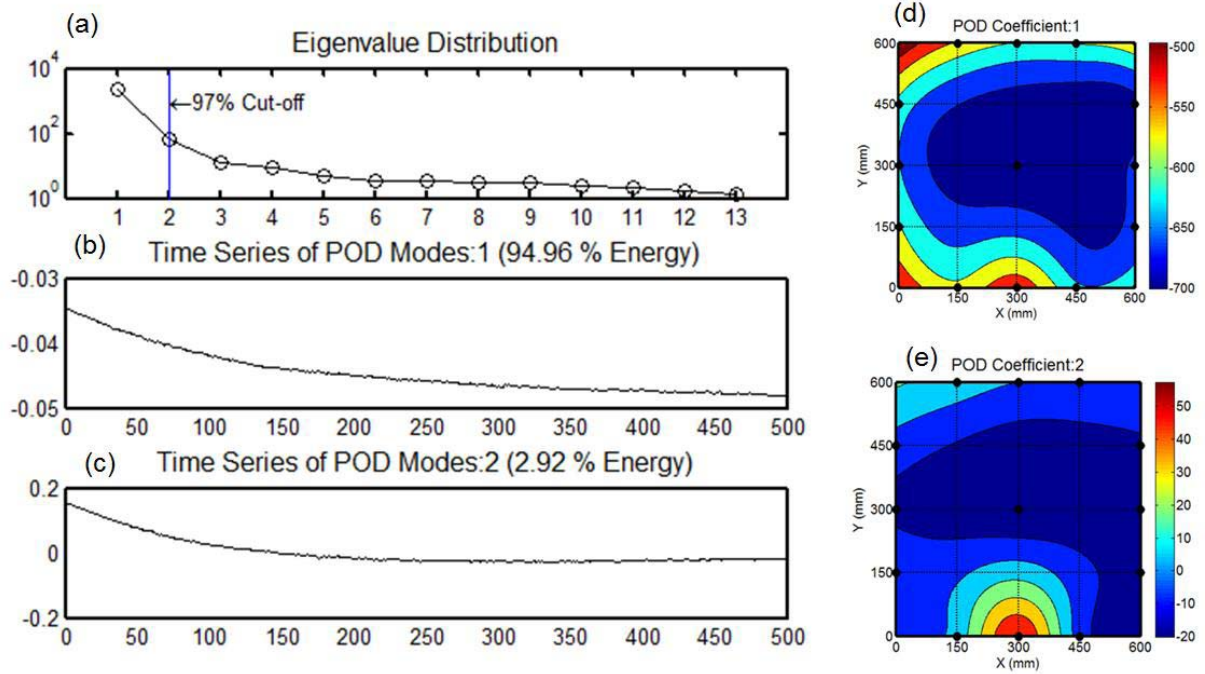 (a)
Eigenvalue Distribution
10^4
10^2
10^0
←97% Cut-off
1 2 3 4 5 6 7 8 9 10 11 12 13
(b)
Time Series of POD Modes:1 (94.96 % Energy)
-0.03
-0.04
-0.05
0 50 100 150 200 250 300 350 400 450 500
(c)
Time Series of POD Modes:2 (2.92 % Energy)
0.2
0
-0.2
0 50 100 150 200 250 300 350 400 450 500
(d)
POD Coefficient:1
600
450
300
150
0
Y (mm)
0 150 300 450 600
X (mm)
-500
-550
-600
-650
-700
(e)
POD Coefficient:2
600
450
300
150
0
Y (mm)
0 150 300 450 600
X (mm)
50
40
30
20
10
0
-10
-20